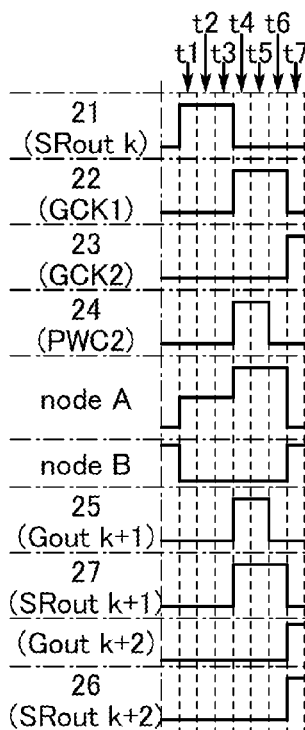 t2 t4 t6
t1 t3 t5 t7
21
(SRout k)
22
(GCK1)
23
(GCK2)
24
(PWC2)
node A
node B
25
(Gout k+1)
27
(SRout k+1)
(Gout k+2)
26
(SRout k+2)